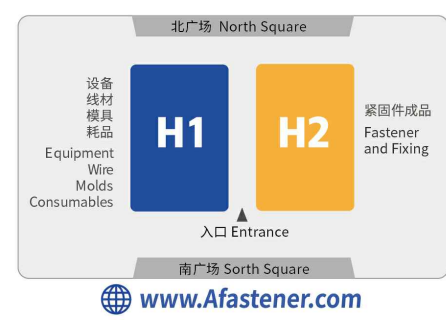 北广场 North Square
设备
线材
模具
耗品
Equipment
Wire
Molds
Consumables
H1
H2
紧固件成品
Fastener
and Fixing
入口 Entrance
南广场 Sorth Square
www.Afastener.com